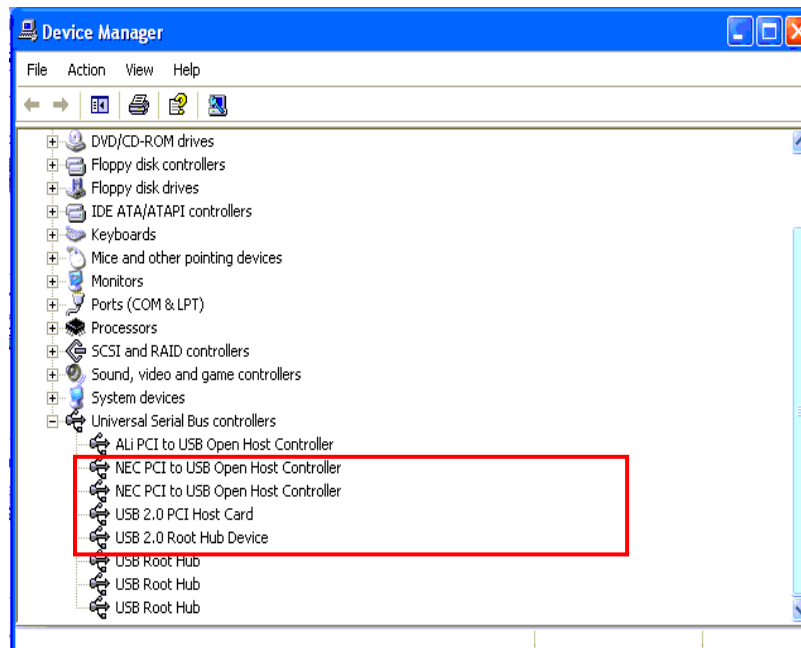 Device Manager
File Action View Help
DVD/CD-ROM drives
Floppy disk controllers
Floppy disk drives
IDE ATA/ATAPI controllers
Keyboards
Mice and other pointing devices
Monitors
Ports (COM & LPT)
Processors
SCSI and RAID controllers
Sound, video and game controllers
System devices
Universal Serial Bus controllers
ALi PCI to USB Open Host Controller
NEC PCI to USB Open Host Controller
NEC PCI to USB Open Host Controller
USB 2.0 PCI Host Card
USB 2.0 Root Hub Device
USB Root Hub
USB Root Hub
USB Root Hub